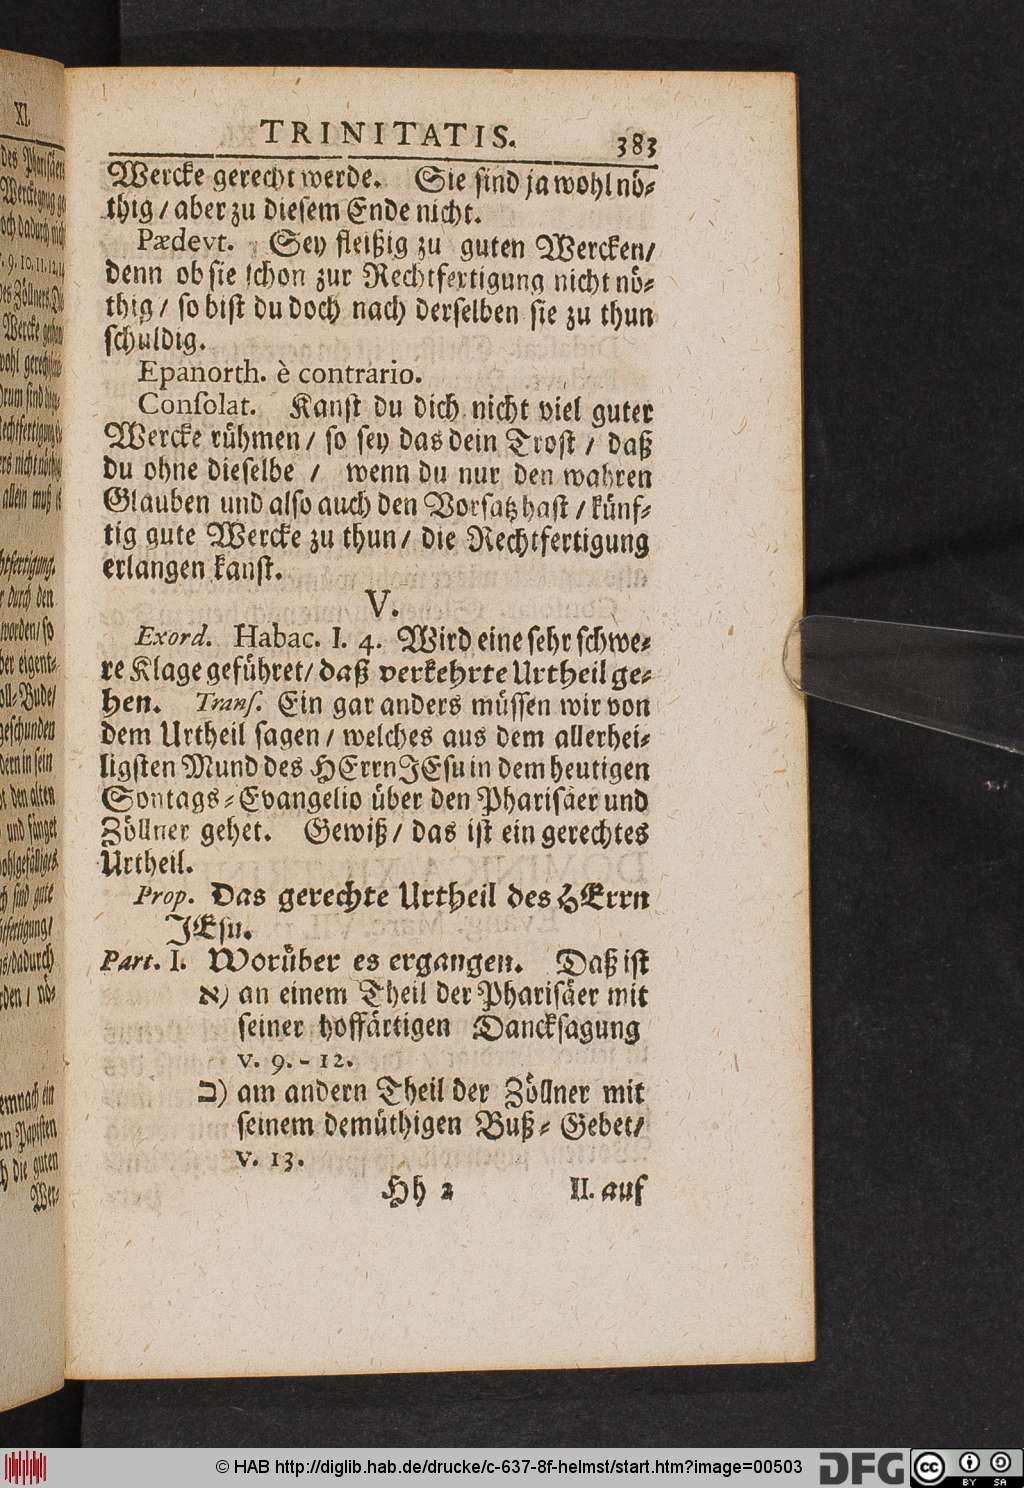 TRINITATIS. 383
Wercke gerecht werde. Sie sind ja wohl nö-
thig / aber zu diesem Ende nicht.
Pædevt. Sey fleißig zu guten Wercken/
denn ob sie schon zur Rechtfertigung nicht nö-
thig / so bist du doch nach derselben sie zu thun
schuldig.
Epanorth. è contrario.
Consolat. Kanst du dich nicht viel guter
Wercke rühmen / so sey das dein Trost / daß
du ohne dieselbe / wenn du nur den wahren
Glauben und also auch den Vorsatz hast / künf-
tig gute Wercke zu thun / die Rechtfertigung
erlangen kanst.
V.
Exord. Habac. I. 4. Wird eine sehr schwe-
re Klage geführet / daß verkehrte Urtheil ge-
hen. Trans. Ein gar anders müssen wir von
dem Urtheil sagen / welches aus dem allerhei-
ligsten Mund des HErrn JEsu in dem heutigen
Sontags-Evangelio über den Pharisäer und
Zöllner gehet. Gewiß / das ist ein gerechtes
Urtheil.
Prop. Das gerechte Urtheil des HErrn
JEsu.
Part. I. Worüber es ergangen. Daß ist
א) an einem Theil der Pharisäer mit
seiner hoffärtigen Dancksagung
v. 9. - 12.
ב) am andern Theil der Zöllner mit
seinem demüthigen Buß-Gebet/
v. 13.
Hh 2 II. auf
XI.
© HAB http://diglib.hab.de/drucke/c-637-8f-helmst/start.htm?image=00503
DFG
cc BY SA